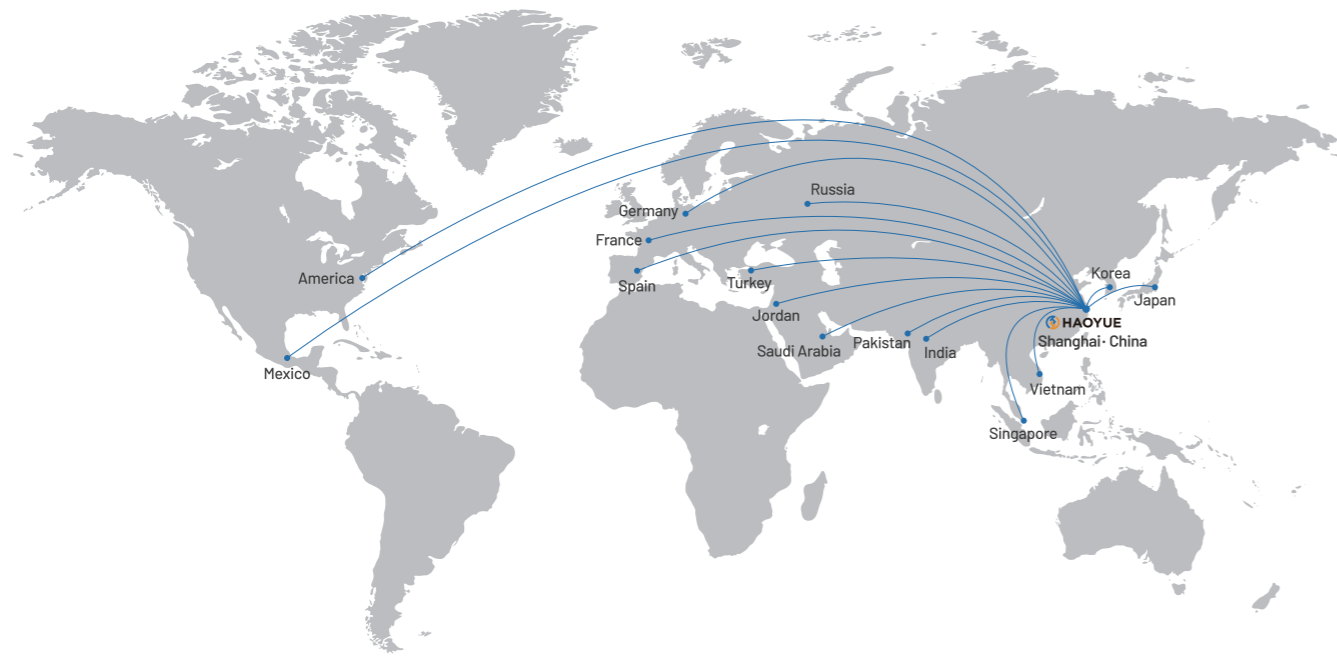 Russia
Germany
France
America
Spain
Turkey
Korea
Japan
Jordan
HAOYUE
Shanghai· China
Saudi Arabia
Pakistan
India
Mexico
Vietnam
Singapore